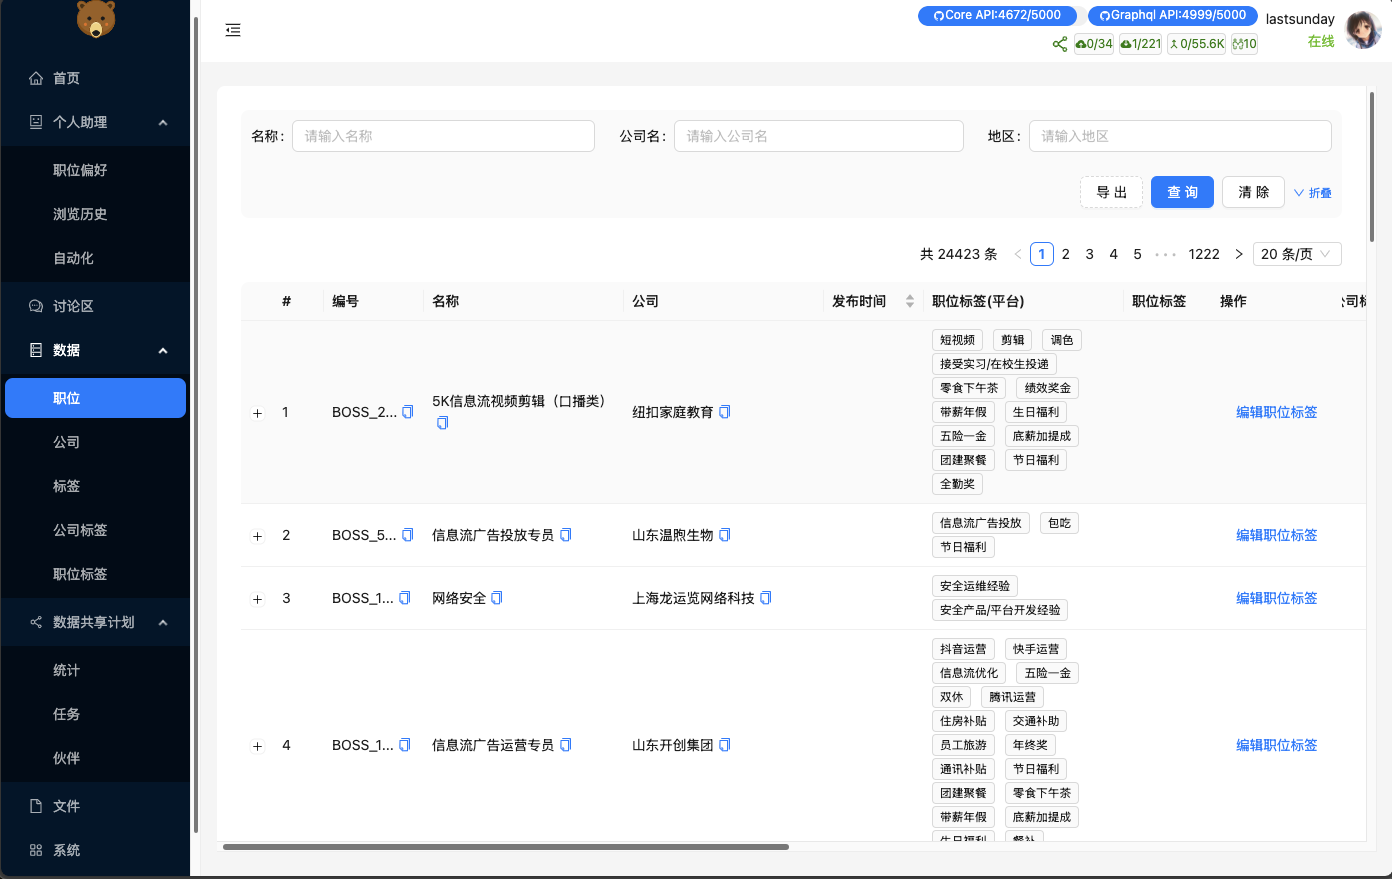 首页
个人助理
职位偏好
浏览历史
自动化
讨论区
数据
职位
公司
标签
公司标签
职位标签
数据共享计划
统计
任务
伙伴
文件
系统
Core API:4672/5000 Graphql API:4999/5000 lastsunday
0/34 1/221 0/55.6K 10 在线
名称: 请输入名称 公司名: 请输入公司名 地区: 请输入地区
导出 查询 清除 折叠
共 24423 条 < 1 2 3 4 5 ··· 1222 > 20 条/页
# 编号 名称 公司 发布时间 职位标签(平台) 职位标签 操作
短视频 剪辑 调色
接受实习/在校生投递
零食下午茶 绩效奖金
+ 1 BOSS_2... 5K信息流视频剪辑（口播类） 纽扣家庭教育 带薪年假 生日福利 编辑职位标签
五险一金 底薪加提成
团建聚餐 节日福利
全勤奖
信息流广告投放 包吃
+ 2 BOSS_5... 信息流广告投放专员 山东温煦生物 节日福利 编辑职位标签
安全运维经验
+ 3 BOSS_1... 网络安全 上海龙运览网络科技 安全产品/平台开发经验 编辑职位标签
抖音运营 快手运营
信息流优化 五险一金
双休 腾讯运营
住房补贴 交通补助
+ 4 BOSS_1... 信息流广告运营专员 山东开创集团 员工旅游 年终奖 编辑职位标签
通讯补贴 节日福利
团建聚餐 零食下午茶
带薪年假 底薪加提成
生日福利 餐补